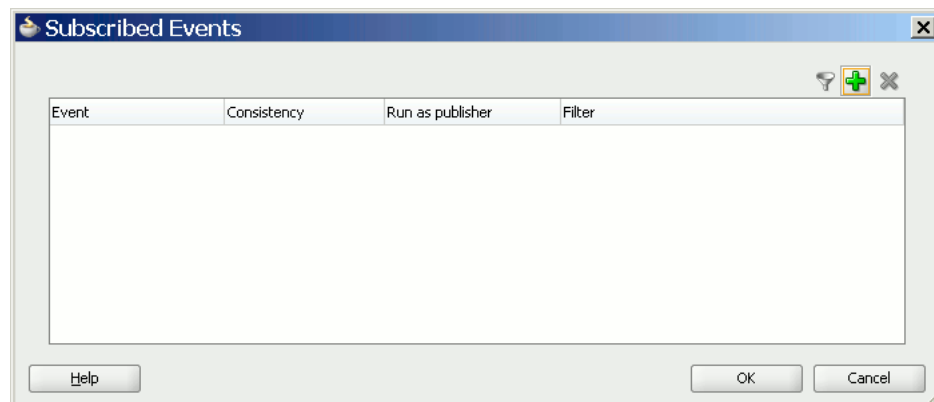 Subscribed Events
Event Consistency Run as publisher Filter
Help OK Cancel